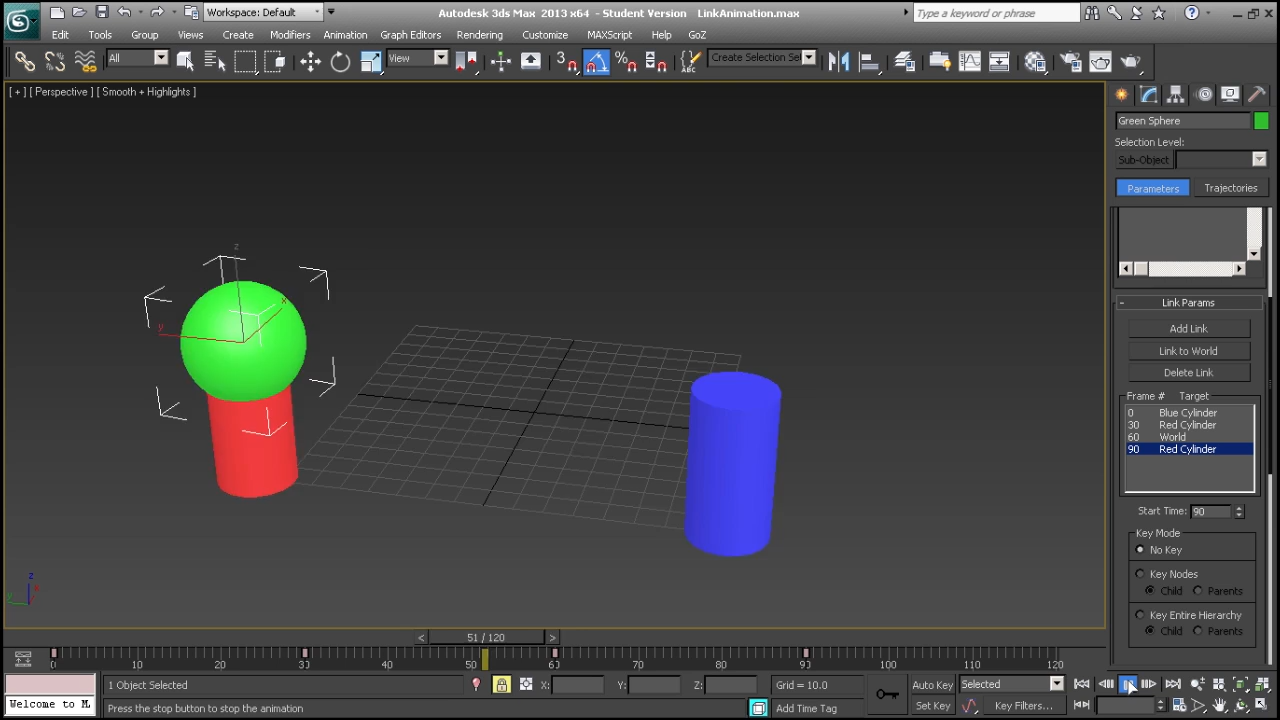 Workspace: Default
Autodesk 3ds Max 2013 x64 - Student Version LinkAnimation.max
Type a keyword or phrase
Edit Tools Group Views Create Modifiers Animation Graph Editors Rendering Customize MAXScript Help GoZ
All
View
3
Create Selection Se
[ + ] [ Perspective ] [ Smooth + Highlights ]
Green Sphere
Selection Level:
Sub-Object
Parameters Trajectories
Link Params
Add Link
Link to World
Delete Link
Frame # Target
0 Blue Cylinder
30 Red Cylinder
60 World
90 Red Cylinder
Start Time: 90
Key Mode
No Key
Key Nodes
Child Parents
Key Entire Hierarchy
Child Parents
z
x
y
z
y
< 51 / 120 >
0 10 20 30 40 50 60 70 80 90 100 110 120
1 Object Selected X: Y: Z: Grid = 10.0 Auto Key Selected
Welcome to M Press the stop button to stop the animation Add Time Tag Set Key Key Filters...